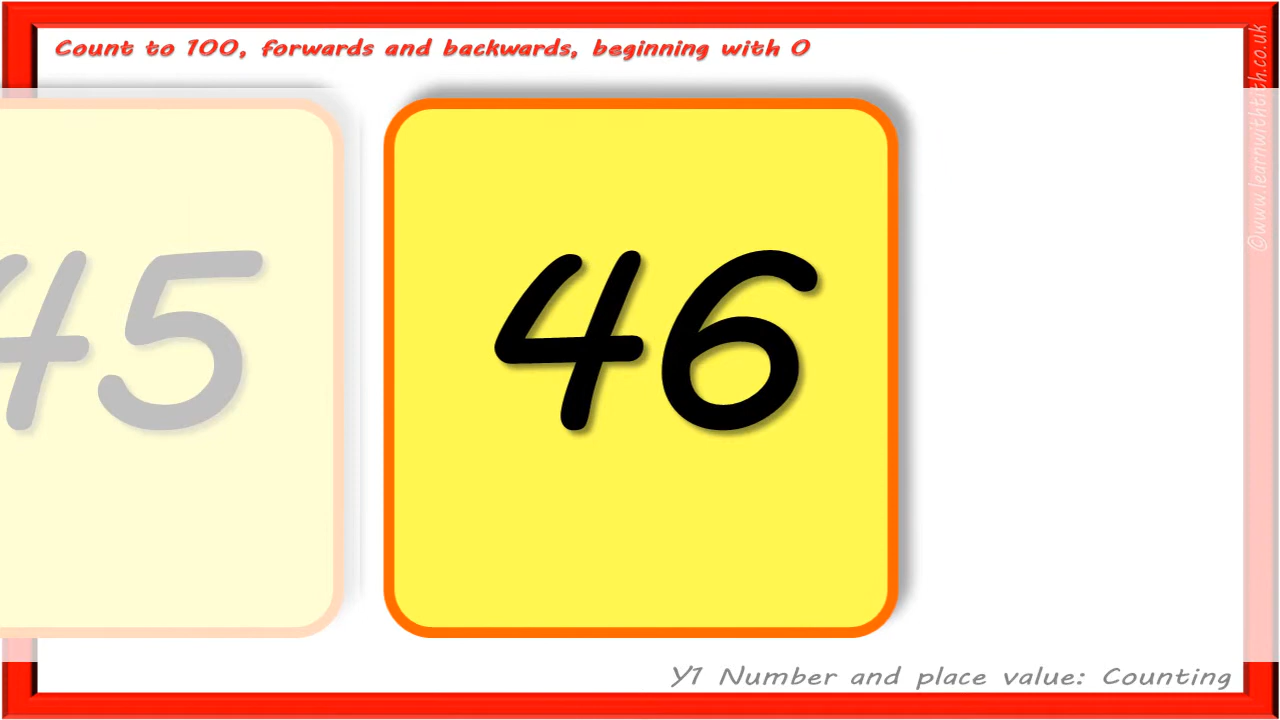 Count to 100, forwards and backwards, beginning with 0
©www.learnwithtith.co.uk
45
46
Y1 Number and place value: Counting